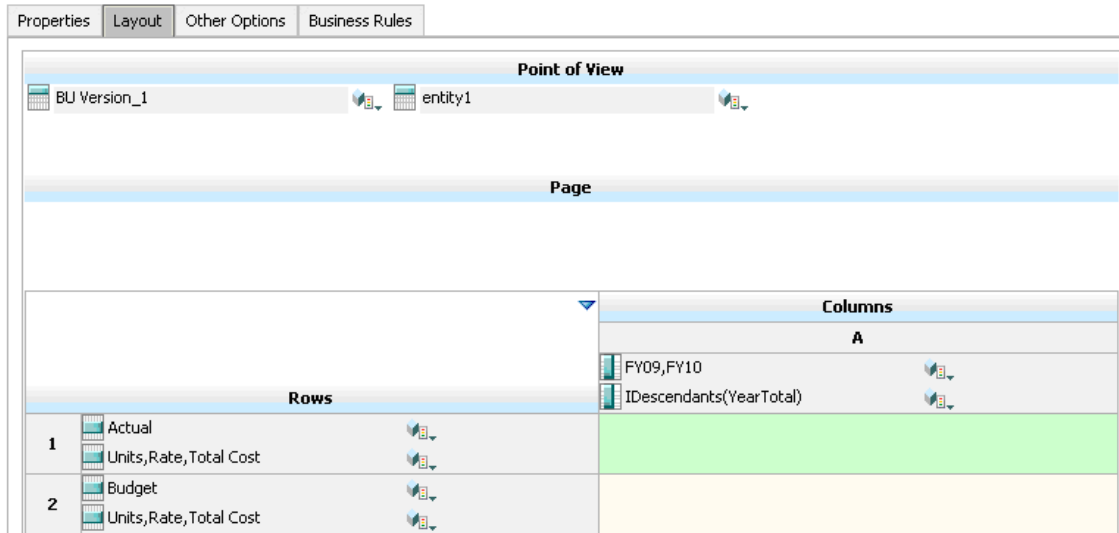 Properties Layout Other Options Business Rules
Point of View
BU Version_1 entity1
Page
Columns
A
FY09,FY10
Rows IDescendants(YearTotal)
1 Actual
Units,Rate,Total Cost
2 Budget
Units,Rate,Total Cost